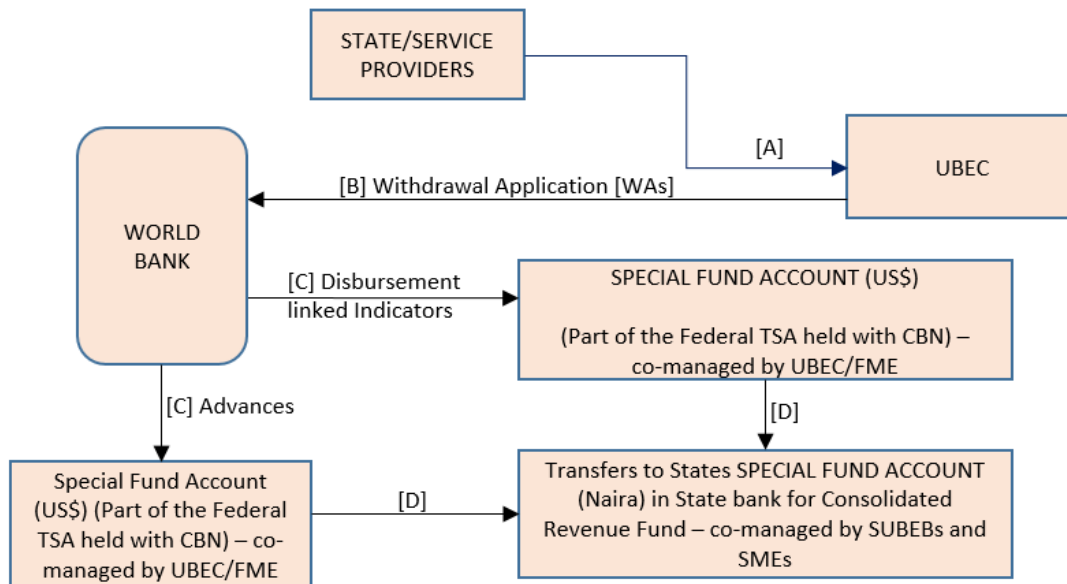 STATE/SERVICE
PROVIDERS
[A]
UBEC
[B] Withdrawal Application [WAs]
WORLD
BANK
[C] Disbursement
linked Indicators
SPECIAL FUND ACCOUNT (US$)
(Part of the Federal TSA held with CBN) –
co-managed by UBEC/FME
[C] Advances
[D]
Special Fund Account
(US$) (Part of the Federal
TSA held with CBN) – co-
managed by UBEC/FME
[D]
Transfers to States SPECIAL FUND ACCOUNT
(Naira) in State bank for Consolidated
Revenue Fund – co-managed by SUBEBs and
SMEs